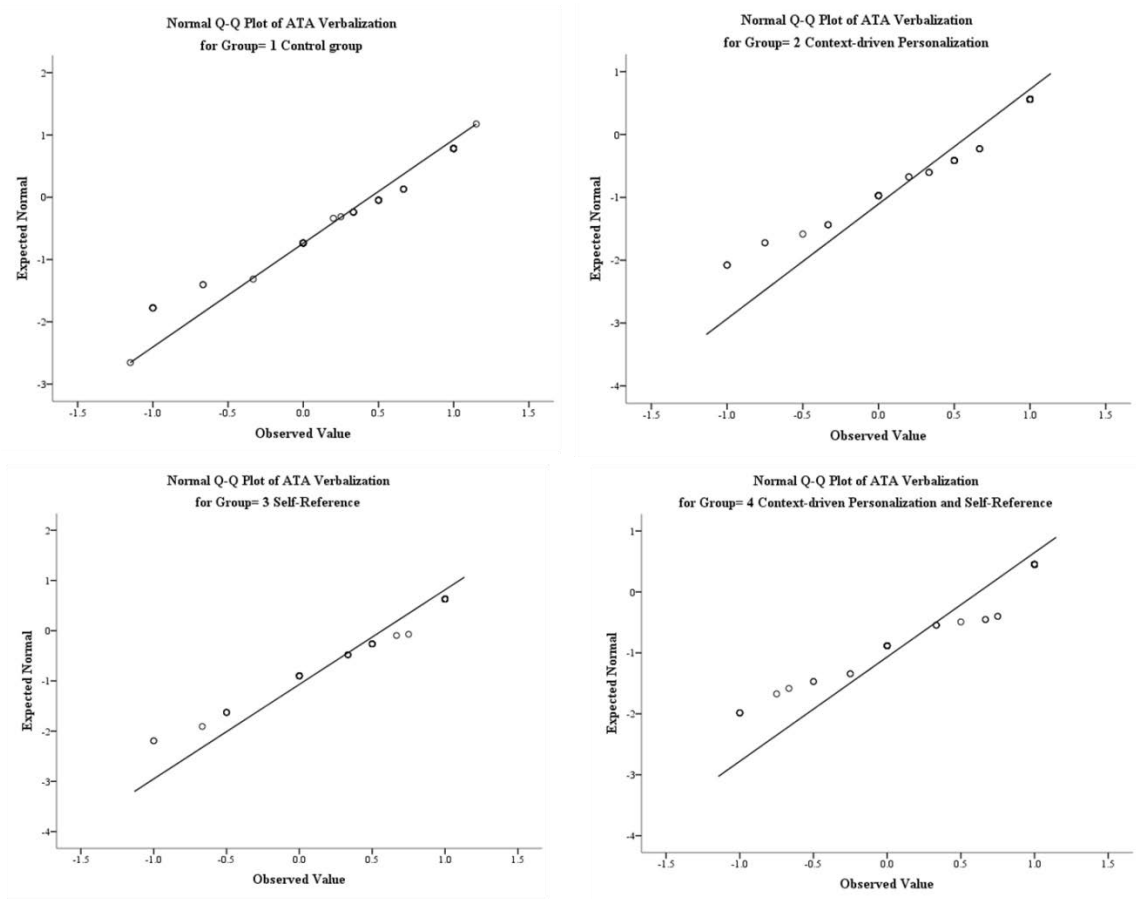 Normal Q-Q Plot of ATA Verbalization
for Group= 1 Control group
2
1
0
-1
-2
-3
Expected Normal
-1.5 -1.0 -0.5 0.0 0.5 1.0 1.5
Observed Value
Normal Q-Q Plot of ATA Verbalization
for Group= 2 Context-driven Personalization
1
0
-1
-2
-3
-4
Expected Normal
-1.5 -1.0 -0.5 0.0 0.5 1.0 1.5
Observed Value
Normal Q-Q Plot of ATA Verbalization
for Group= 3 Self-Reference
2
1
0
-1
-2
-3
-4
Expected Normal
-1.5 -1.0 -0.5 0.0 0.5 1.0 1.5
Observed Value
Normal Q-Q Plot of ATA Verbalization
for Group= 4 Context-driven Personalization and Self-Reference
1
0
-1
-2
-3
-4
Expected Normal
-1.5 -1.0 -0.5 0.0 0.5 1.0 1.5
Observed Value